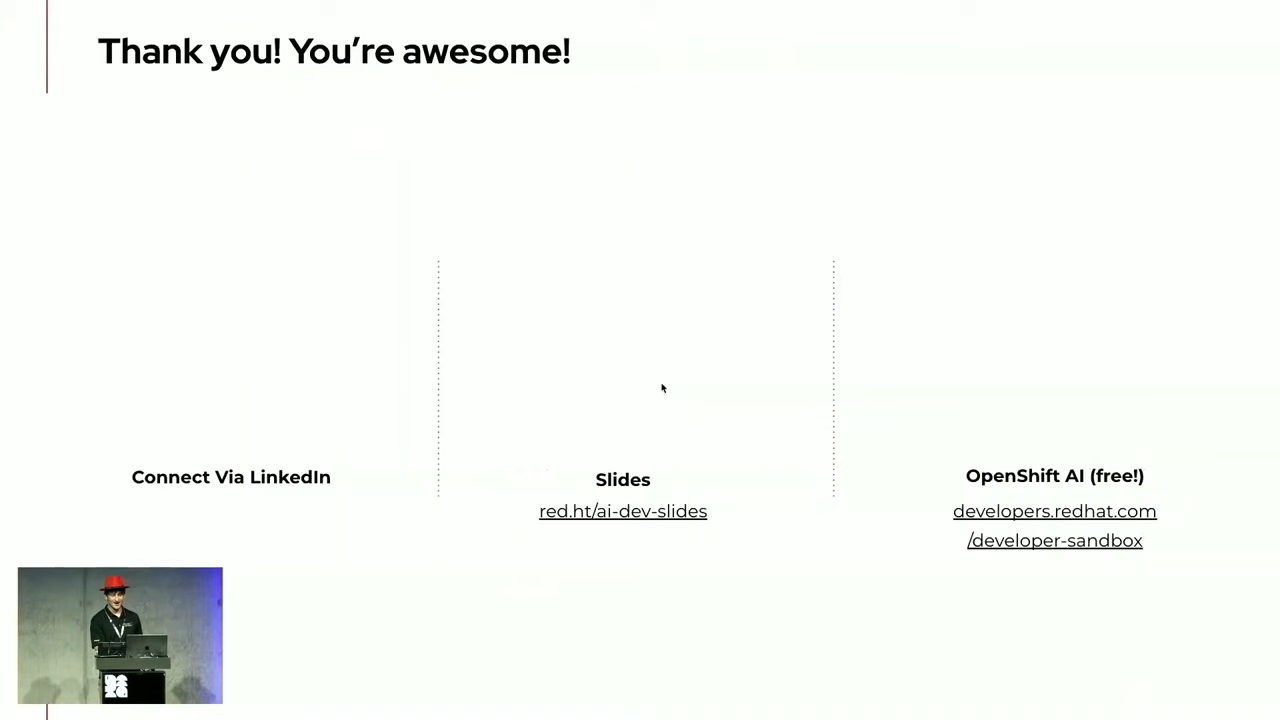 Thank you! You’re awesome!
Connect Via LinkedIn
Slides
red.ht/ai-dev-slides
OpenShift AI (free!)
developers.redhat.com
/developer-sandbox